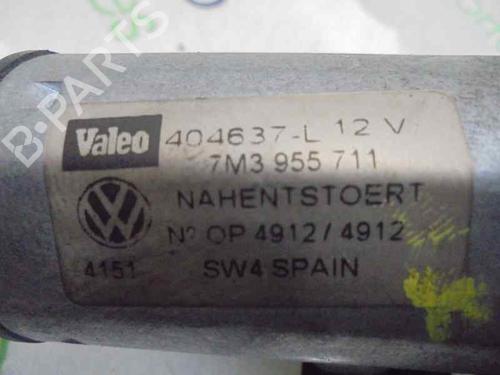 B-PARTS
Valeo 404637-L 12 V
7M3 955 711
NAHENTSTOERT
Nº OP 4912/4912
4151 SW4 SPAIN